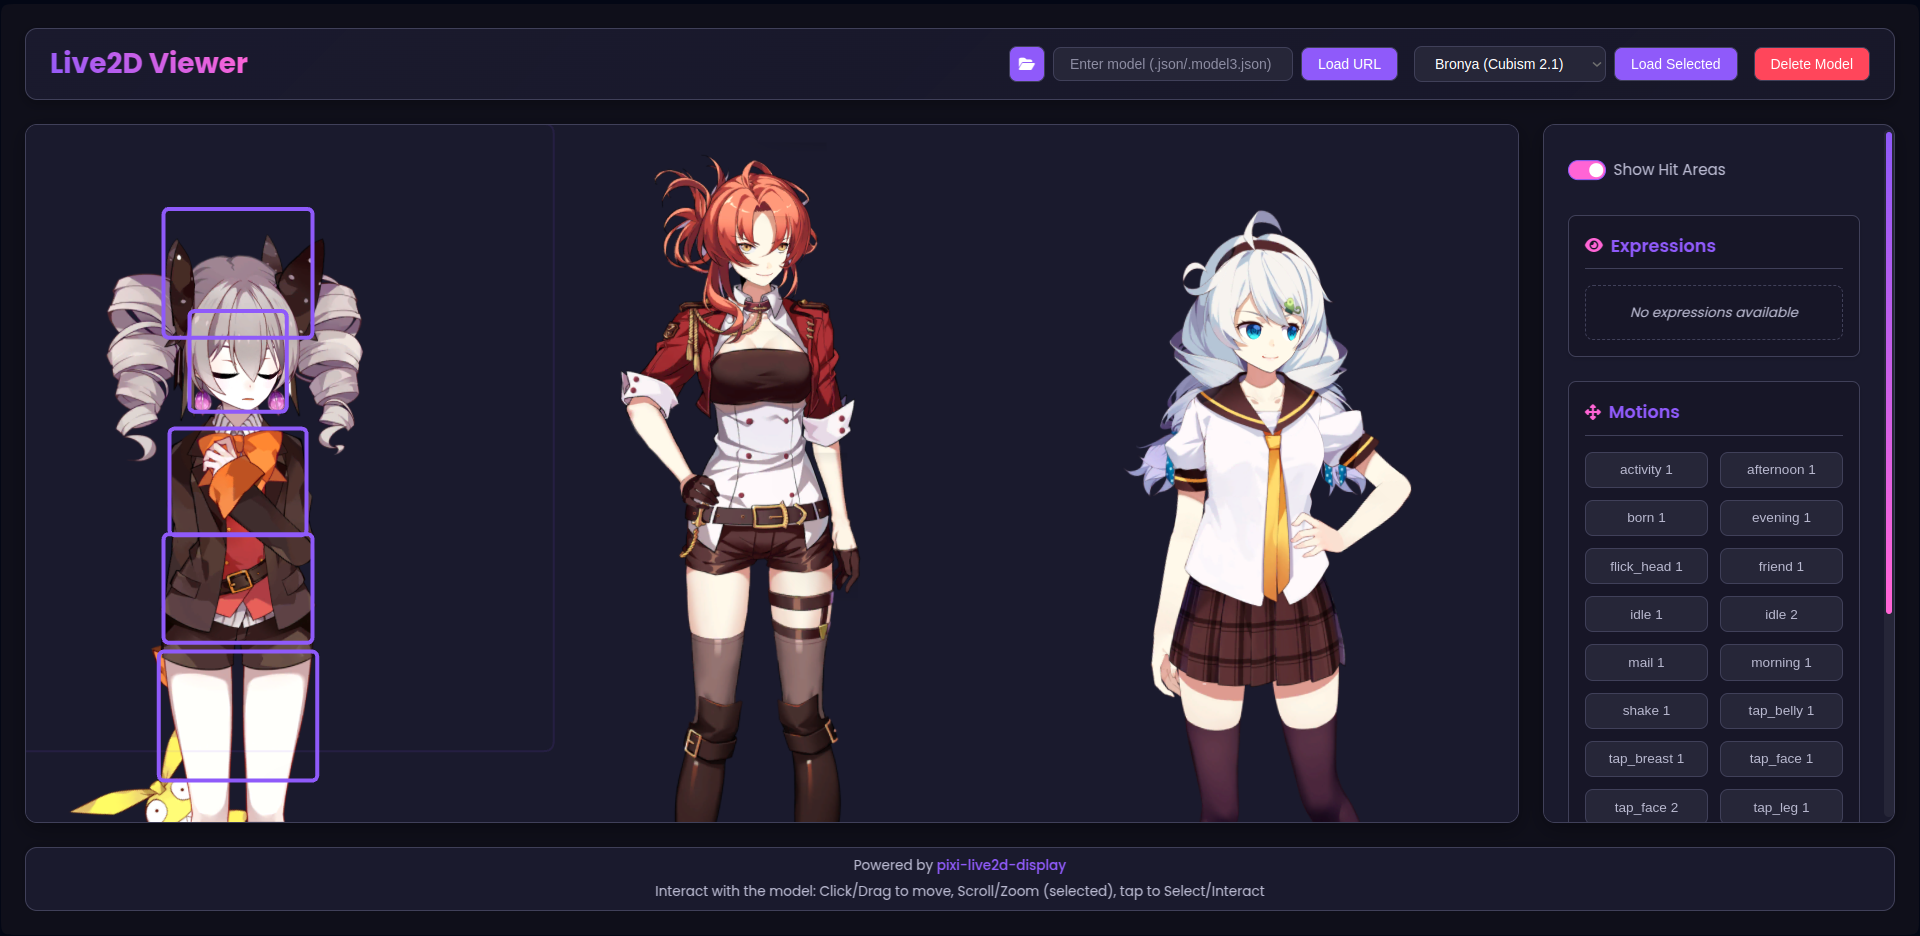 Live2D Viewer
Enter model (.json/.model3.json)
Load URL
Bronya (Cubism 2.1)
Load Selected
Delete Model
Show Hit Areas
Expressions
No expressions available
Motions
activity 1
afternoon 1
born 1
evening 1
flick_head 1
friend 1
idle 1
idle 2
mail 1
morning 1
shake 1
tap_belly 1
tap_breast 1
tap_face 1
tap_face 2
tap_leg 1
Powered by pixi-live2d-display
Interact with the model: Click/Drag to move, Scroll/Zoom (selected), tap to Select/Interact